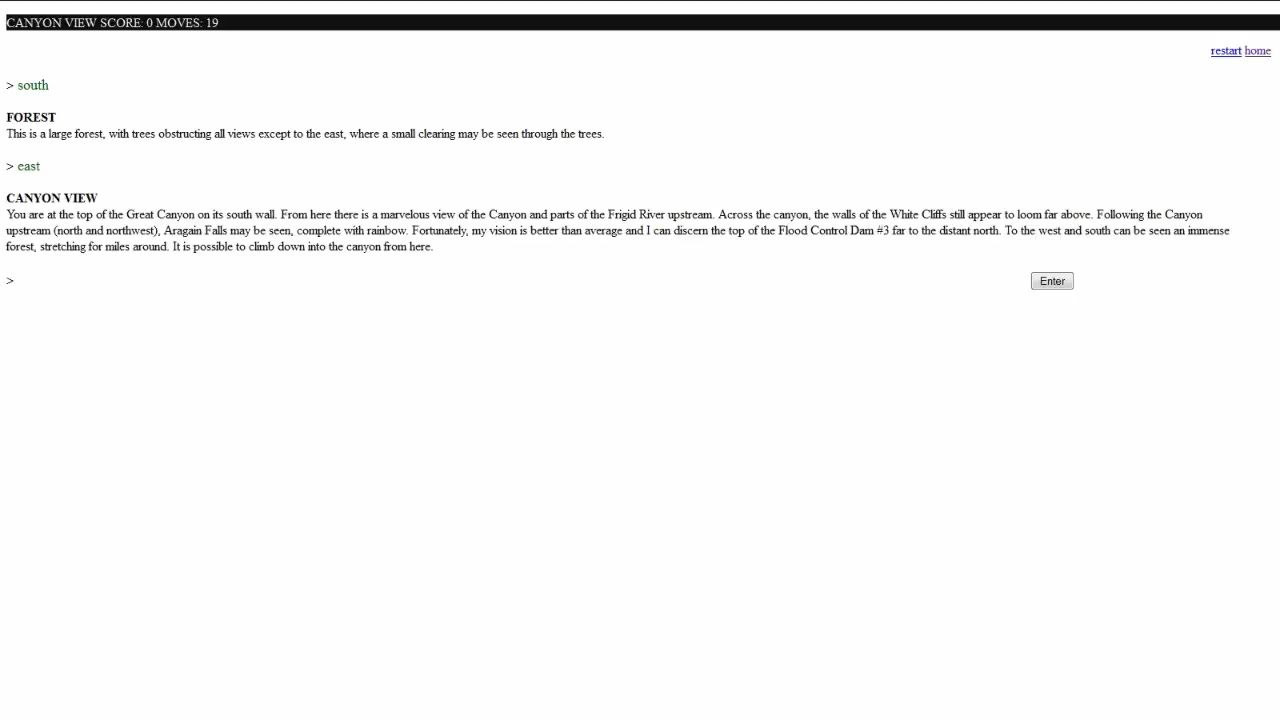 CANYON VIEW SCORE: 0 MOVES: 19
restart home
> south
FOREST
This is a large forest, with trees obstructing all views except to the east, where a small clearing may be seen through the trees.
> east
CANYON VIEW
You are at the top of the Great Canyon on its south wall. From here there is a marvelous view of the Canyon and parts of the Frigid River upstream. Across the canyon, the walls of the White Cliffs still appear to loom far above. Following the Canyon
upstream (north and northwest), Aragain Falls may be seen, complete with rainbow. Fortunately, my vision is better than average and I can discern the top of the Flood Control Dam #3 far to the distant north. To the west and south can be seen an immense
forest, stretching for miles around. It is possible to climb down into the canyon from here.
> Enter